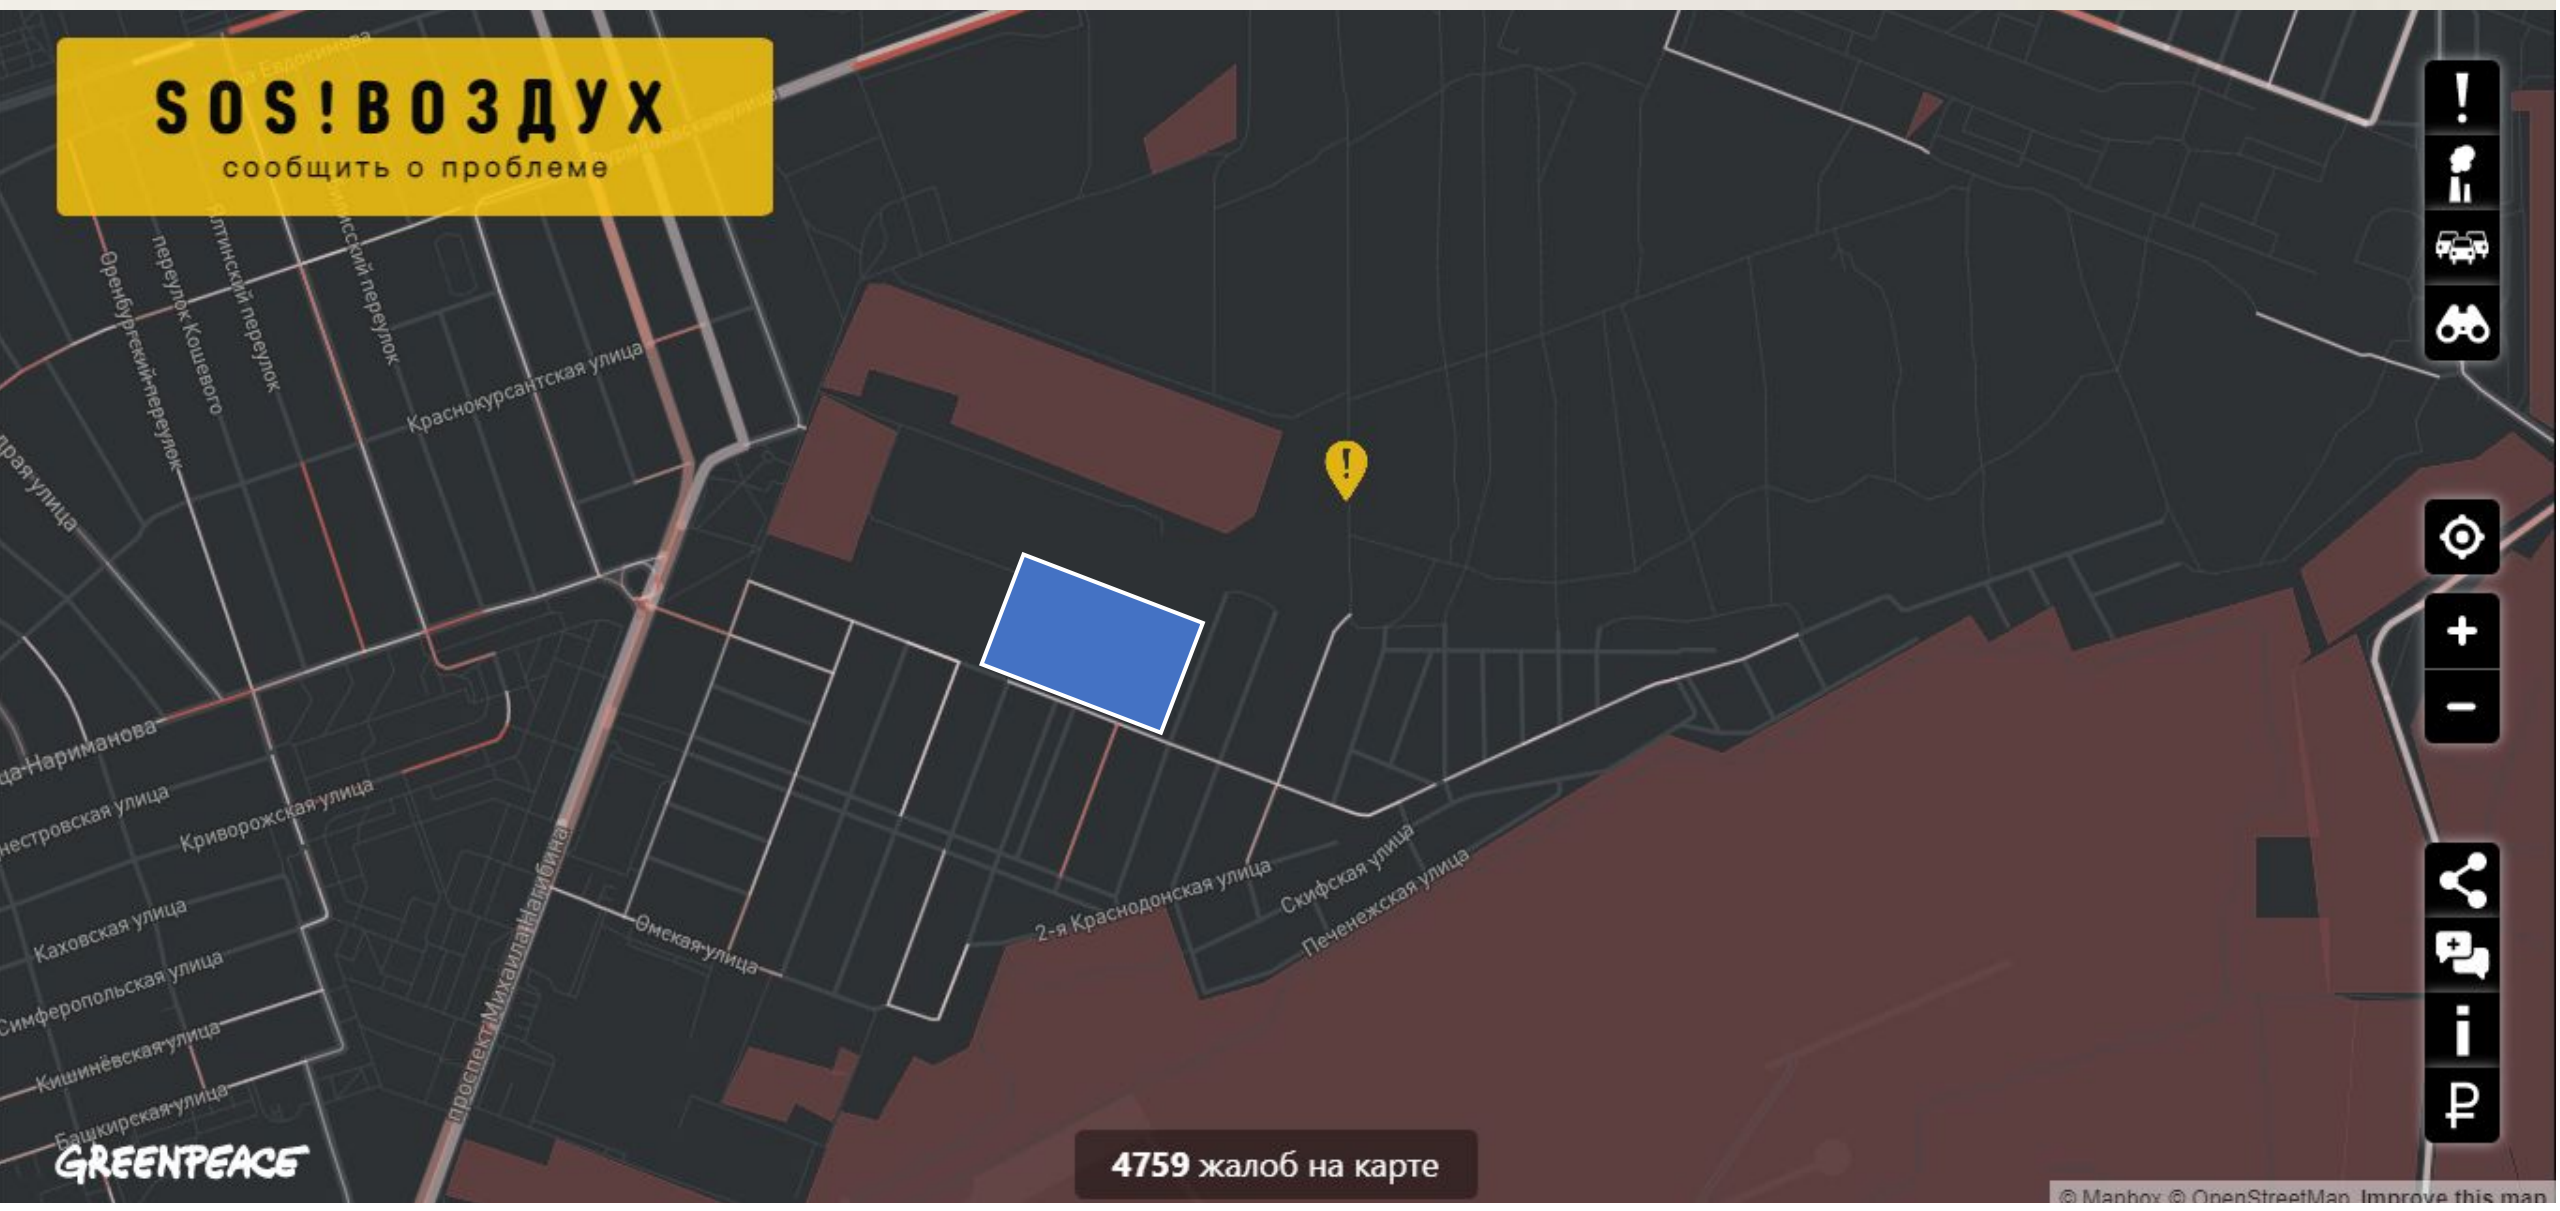 SOS!ВОЗДУХ
сообщить о проблеме
Оренбургский переулок
переулок Кошевого
Ялтинский переулок
переулок
Краснокурсантская улица
улица
Нариманова
Криворожская улица
Каховская улица
Симферопольская улица
Кишинёвская улица
Башкирская улица
проспект Михаила Нагибина
Омская улица
2-я Краснодонская улица
Скифская улица
Печенежская улица
GREENPEACE
4759 жалоб на карте
© Mapbox © OpenStreetMap Improve this map